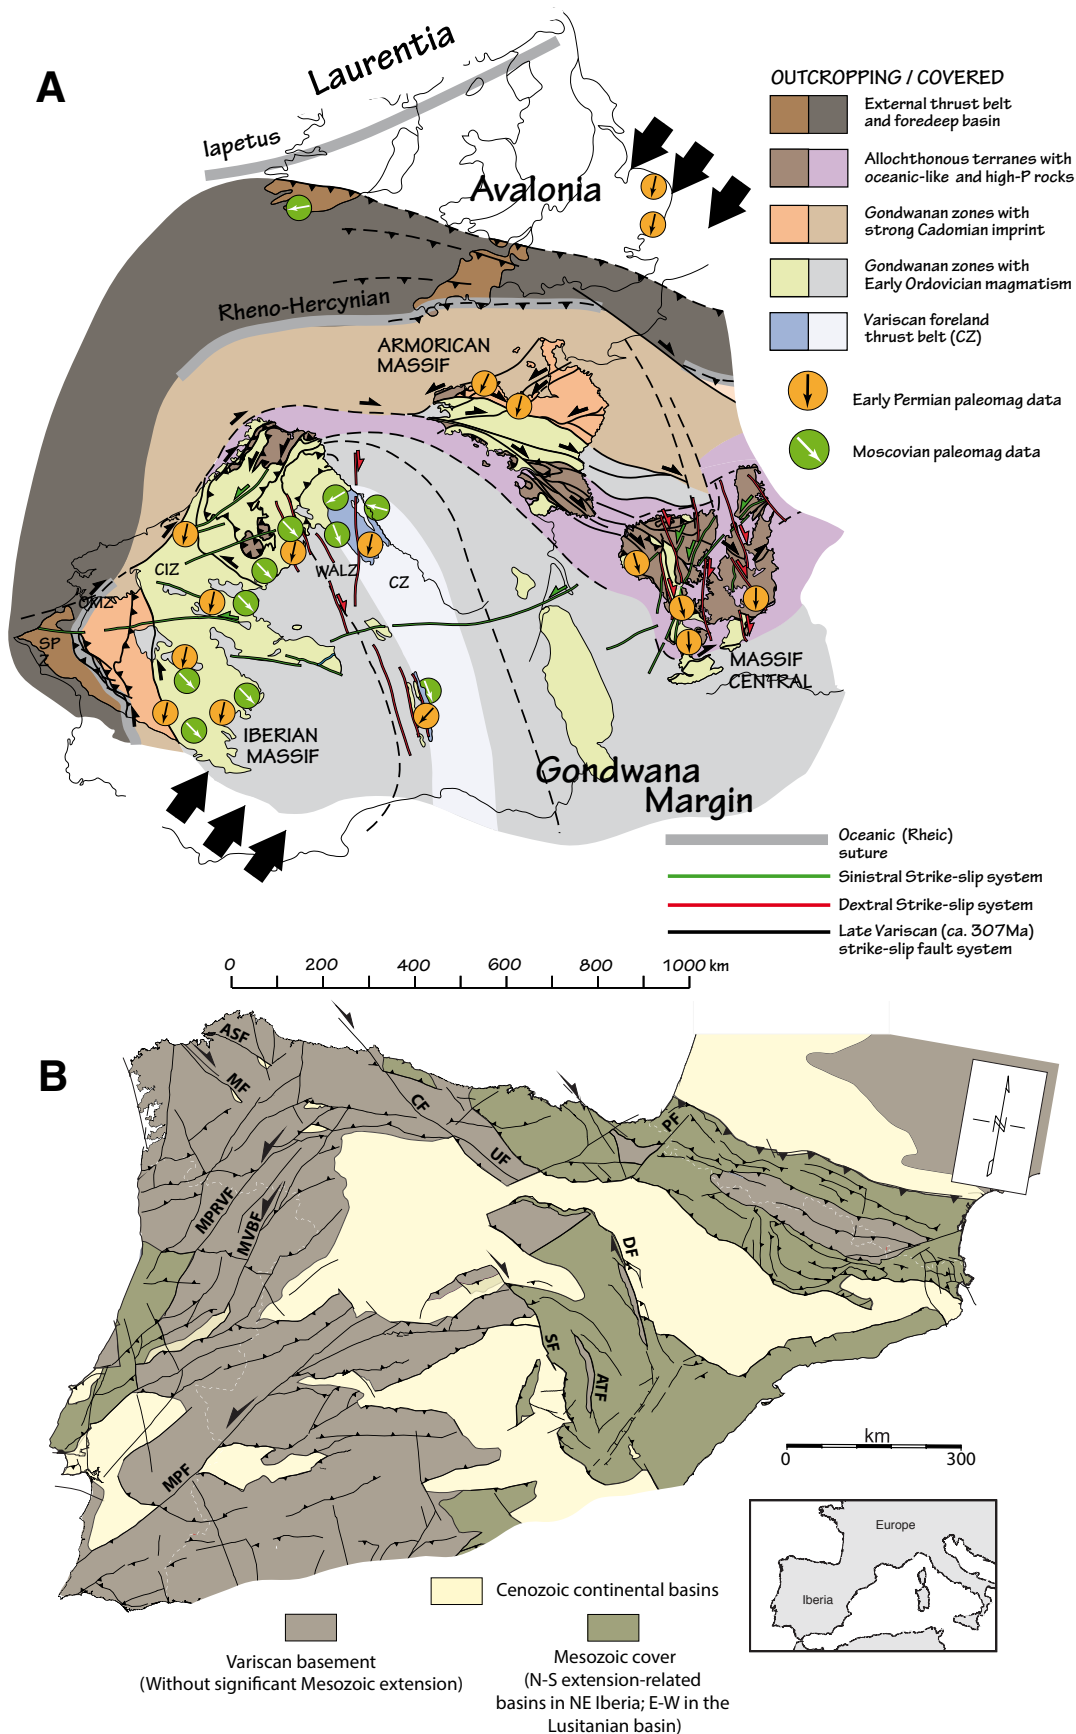 A
Laurentia
Iapetus
Avalonia
Rheno-Hercynian
ARMORICAN
MASSIF
CIZ
WALZ
CZ
OMZ
SP
Z
IBERIAN
MASSIF
MASSIF
CENTRAL
Gondwana
Margin
OUTCROPPING / COVERED
External thrust belt
and foredeep basin
Allochthonous terranes with
oceanic-like and high-P rocks
Gondwanan zones with
strong Cadomian imprint
Gondwanan zones with
Early Ordovician magmatism
Variscan foreland
thrust belt (CZ)
Early Permian paleomag data
Moscovian paleomag data
Oceanic (Rheic)
suture
Sinistral Strike-slip system
Dextral Strike-slip system
Late Variscan (ca. 307Ma)
strike-slip fault system
0 200 400 600 800 1000 km
B
ASF
MF
CF
UF
PF
MPRVF
MVBF
DF
SF
ATF
MPF
N
km
0 300
Europe
Iberia
Cenozoic continental basins
Variscan basement
(Without significant Mesozoic extension)
Mesozoic cover
(N-S extension-related
basins in NE Iberia; E-W in the
Lusitanian basin)